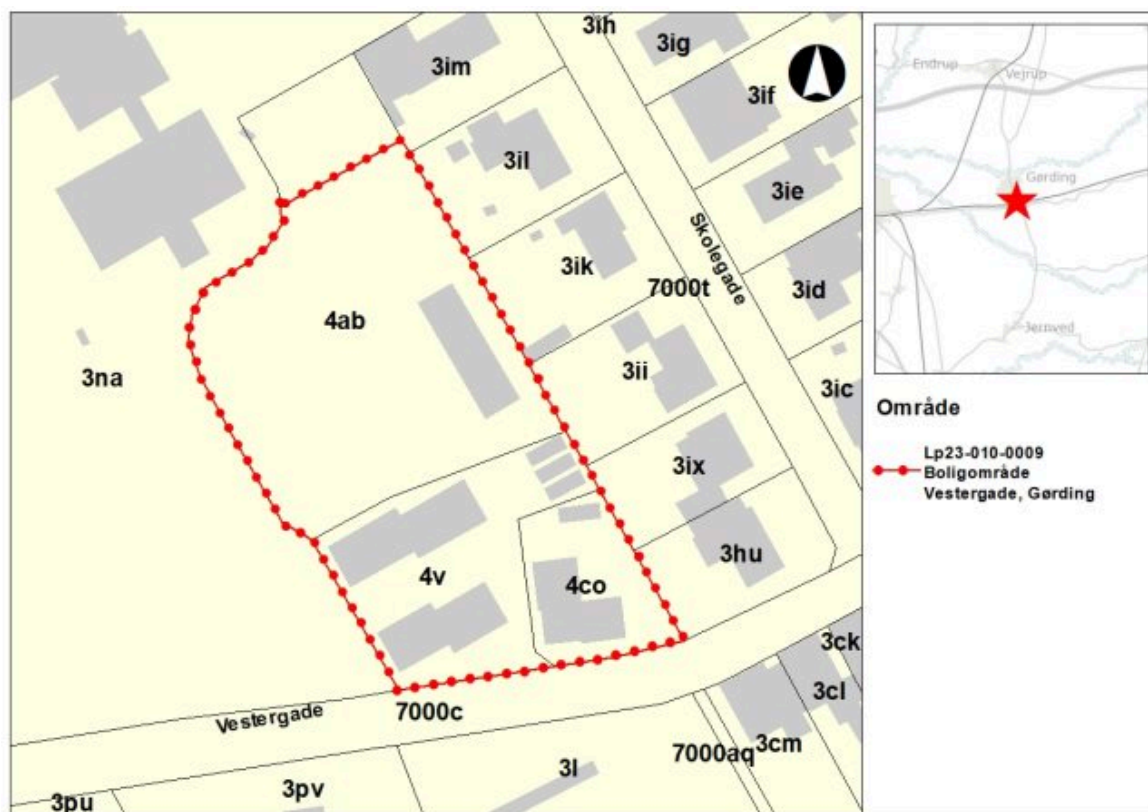 3im
3ih
3ig
3if
3il
3ie
3ik
Skolegade
7000t
3id
4ab
3na
3ii
3ic
3ix
3hu
4v
4co
Vestergade
7000c
3ck
3cl
3cm
7000aq
3l
3pv
3pu
Endrup
Vejrup
Gørding
Jernved
Område
Lp23-010-0009
Boligområde
Vestergade, Gørding